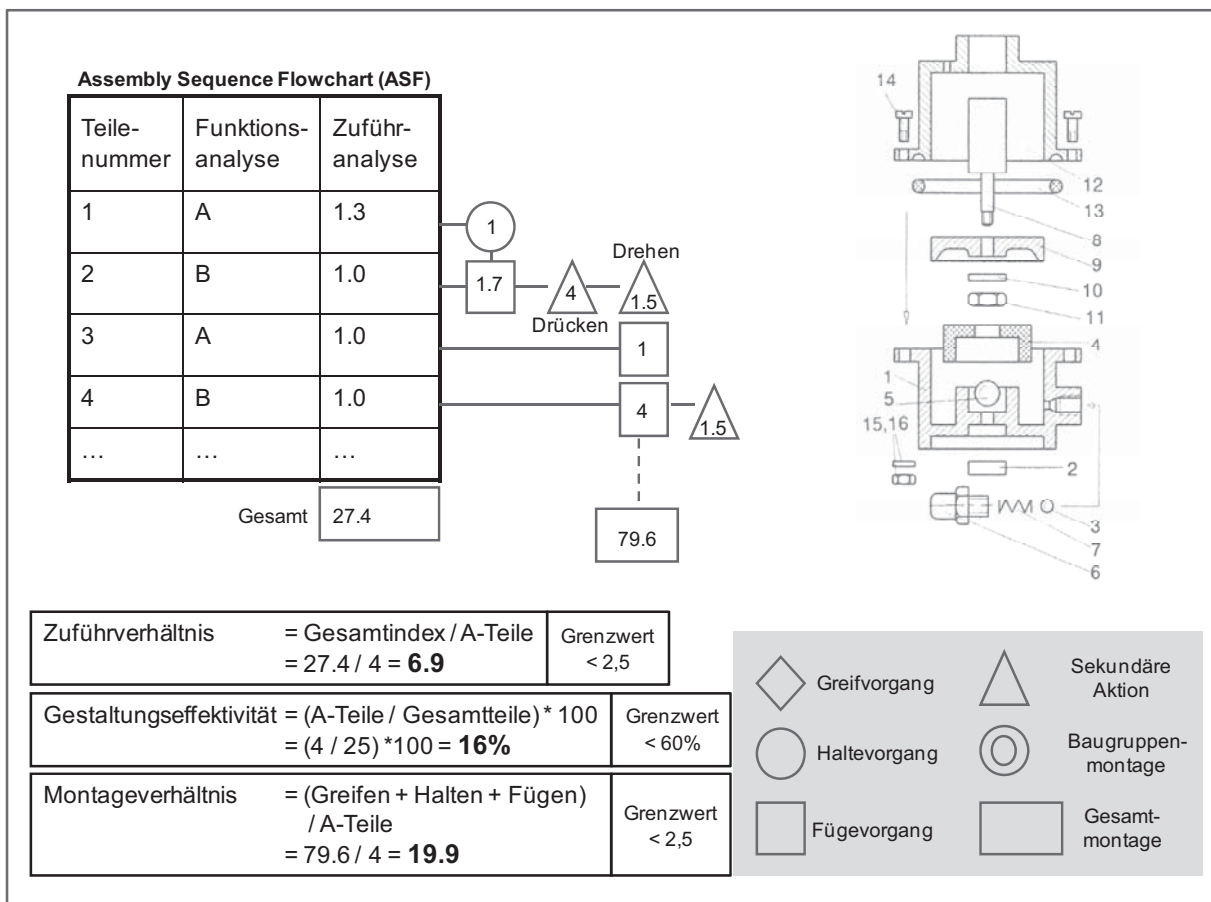 Assembly Sequence Flowchart (ASF)
Teile-
nummer
Funktions-
analyse
Zuführ-
analyse
1
A
1.3
1
2
B
1.0
1.7
4
Drücken
Drehen
1.5
3
A
1.0
1
4
B
1.0
4
1.5
…
…
…
Gesamt
27.4
79.6
14
12
13
8
9
10
11
4
1
5
15,16
2
3
7
6
Zuführverhältnis = Gesamtindex / A-Teile
= 27.4 / 4 = 6.9
Grenzwert
< 2,5
Gestaltungseffektivität = (A-Teile / Gesamtteile) * 100
= (4 / 25) *100 = 16%
Grenzwert
< 60%
Montageverhältnis = (Greifen + Halten + Fügen)
/ A-Teile
= 79.6 / 4 = 19.9
Grenzwert
< 2,5
Greifvorgang
Sekundäre
Aktion
Haltevorgang
Baugruppen-
montage
Fügevorgang
Gesamt-
montage